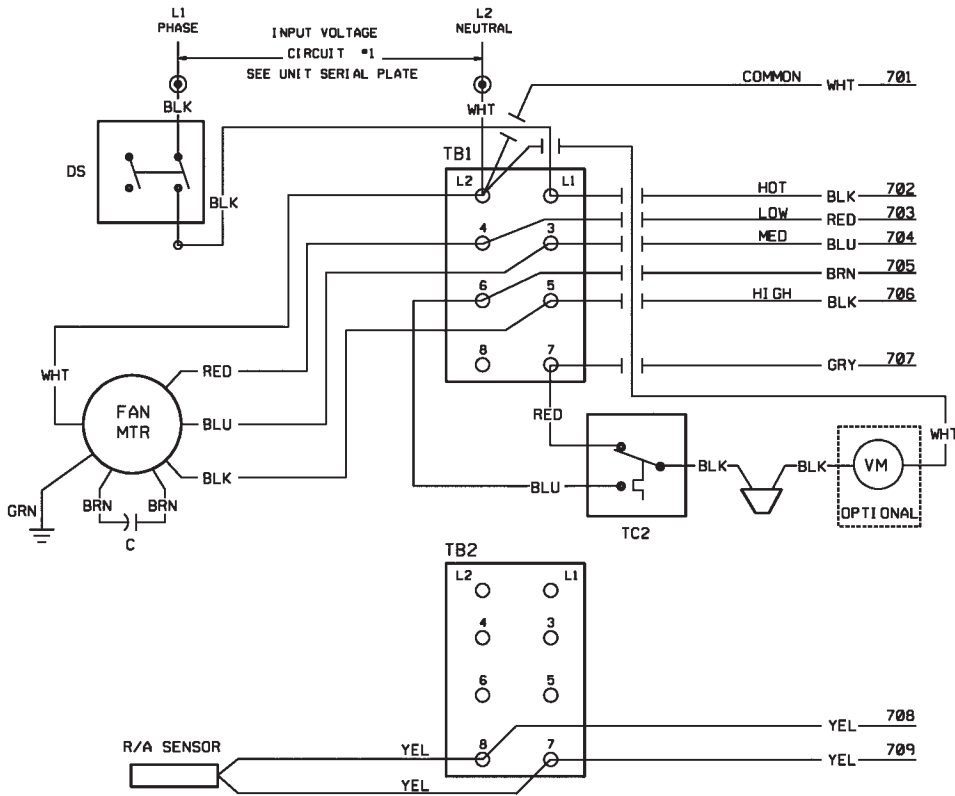 L1
PHASE
INPUT VOLTAGE
CIRCUIT #1
SEE UNIT SERIAL PLATE
L2
NEUTRAL
COMMON WHT 701
BLK
WHT
DS
BLK
TB1
L2 L1
HOT BLK 702
LOW RED 703
4 3
MED BLU 704
BRN 705
6 5
HIGH BLK 706
8 7
GRY 707
WHT
RED
FAN
MTR
BLU
BLK
GRN
BRN BRN
C
RED
BLU
TC2
BLK
BLK
VM
OPTIONAL
WHT
TB2
L2 L1
4 3
6 5
8 7
YEL 708
YEL 709
R/A SENSOR
YEL
YEL